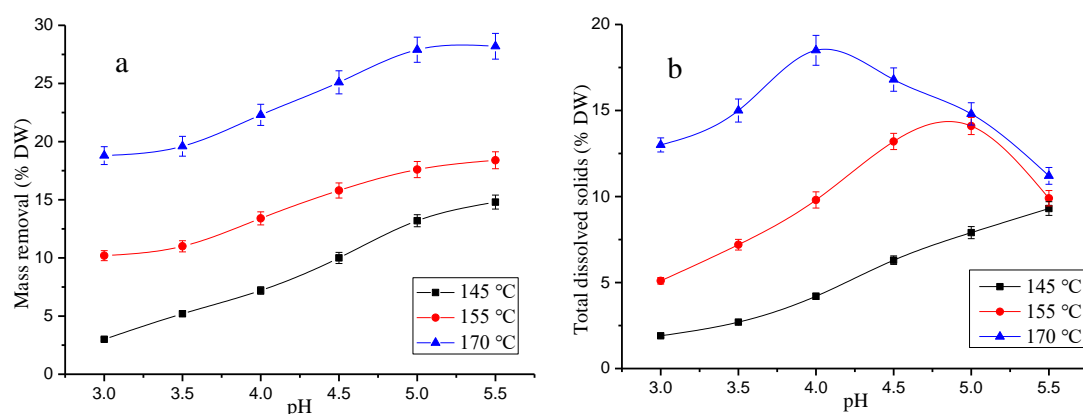 a
Mass removal (% DW)
30
25
20
15
10
5
0
3.0 3.5 4.0 4.5 5.0 5.5
pH
145 °C
155 °C
170 °C
b
Total dissolved solids (% DW)
20
15
10
5
0
3.0 3.5 4.0 4.5 5.0 5.5
pH
145 °C
155 °C
170 °C